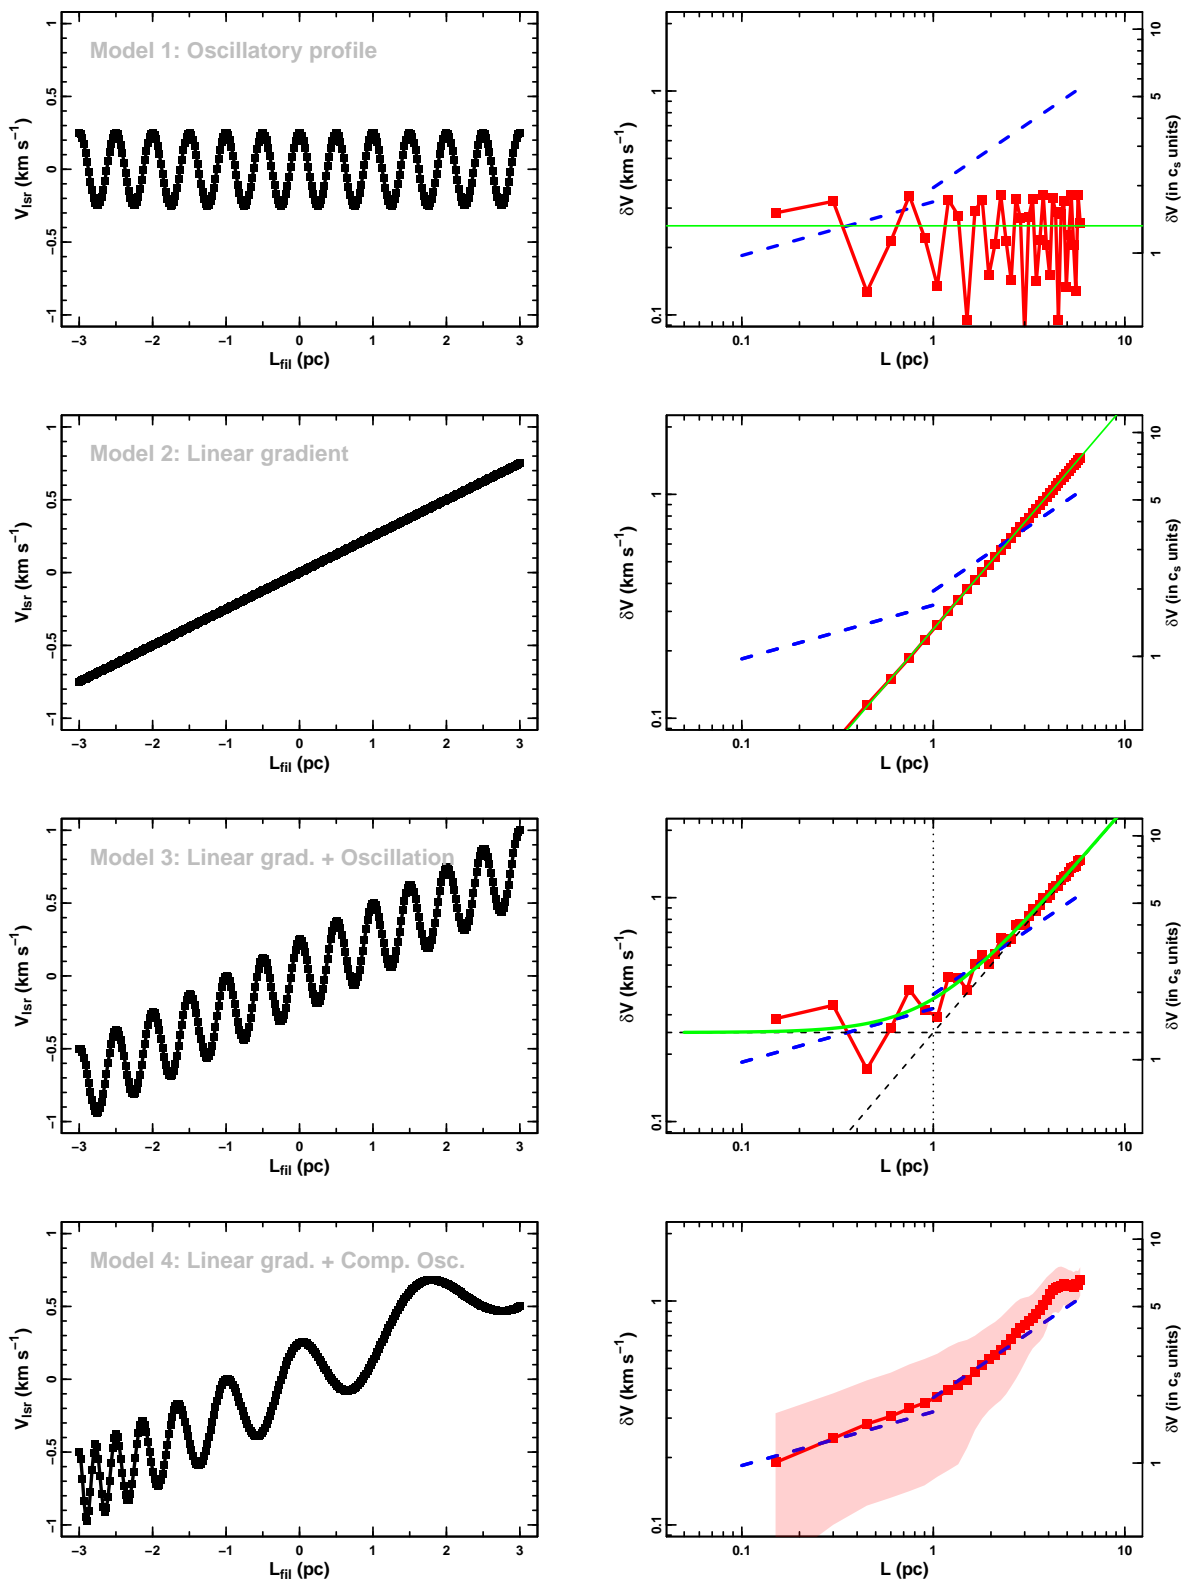 Model 1: Oscillatory profile
V_lsr (km s⁻¹)
1
0.5
0
−0.5
−1
−3 −2 −1 0 1 2 3
L_fil (pc)
δV (km s⁻¹)
1
0.1
0.1 1 10
L (pc)
10
5
1
δV (in c_s units)
Model 2: Linear gradient
V_lsr (km s⁻¹)
1
0.5
0
−0.5
−1
−3 −2 −1 0 1 2 3
L_fil (pc)
δV (km s⁻¹)
1
0.1
0.1 1 10
L (pc)
10
5
1
δV (in c_s units)
Model 3: Linear grad. + Oscillation
V_lsr (km s⁻¹)
1
0.5
0
−0.5
−1
−3 −2 −1 0 1 2 3
L_fil (pc)
δV (km s⁻¹)
1
0.1
0.1 1 10
L (pc)
10
5
1
δV (in c_s units)
Model 4: Linear grad. + Comp. Osc.
V_lsr (km s⁻¹)
1
0.5
0
−0.5
−1
−3 −2 −1 0 1 2 3
L_fil (pc)
δV (km s⁻¹)
1
0.1
0.1 1 10
L (pc)
10
5
1
δV (in c_s units)